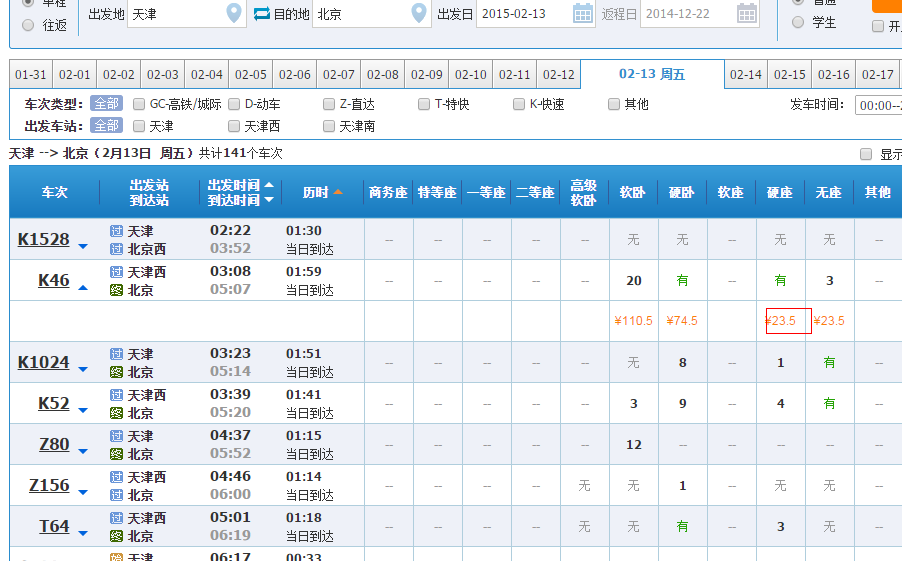 单程
出发地 天津 目的地 北京 出发日 2015-02-13 返程日 2014-12-22 普通
往返 学生
01-31 02-01 02-02 02-03 02-04 02-05 02-06 02-07 02-08 02-09 02-10 02-11 02-12 02-13 周五 02-14 02-15 02-16 02-17
车次类型: 全部 GC-高铁/城际 D-动车 Z-直达 T-特快 K-快速 其他 发车时间: 00:00--
出发车站: 全部 天津 天津西 天津南
天津 --> 北京（2月13日 周五）共计141个车次 显示
车次 出发站 到达站 出发时间 到达时间 历时 商务座 特等座 一等座 二等座 高级软卧 软卧 硬卧 软座 硬座 无座 其他
K1528 过 天津 02:22 01:30 -- -- -- -- -- 无 无 -- 无 无 --
过 北京西 03:52 当日到达
K46 过 天津西 03:08 01:59 -- -- -- -- -- 20 有 -- 有 3 --
终 北京 05:07 当日到达
¥110.5 ¥74.5 ¥23.5 ¥23.5
K1024 过 天津 03:23 01:51 -- -- -- -- -- 无 8 -- 1 有 --
终 北京 05:14 当日到达
K52 过 天津西 03:39 01:41 -- -- -- -- -- 3 9 -- 4 有 --
终 北京 05:20 当日到达
Z80 过 天津 04:37 01:15 -- -- -- -- -- 12 -- -- -- -- --
终 北京 05:52 当日到达
Z156 过 天津西 04:46 01:14 -- -- -- -- 无 无 1 -- 无 无 --
过 北京 06:00 当日到达
T64 过 天津西 05:01 01:18 -- -- -- -- 无 无 有 -- 3 无 --
终 北京 06:19 当日到达
始 天津 06:17 00:33